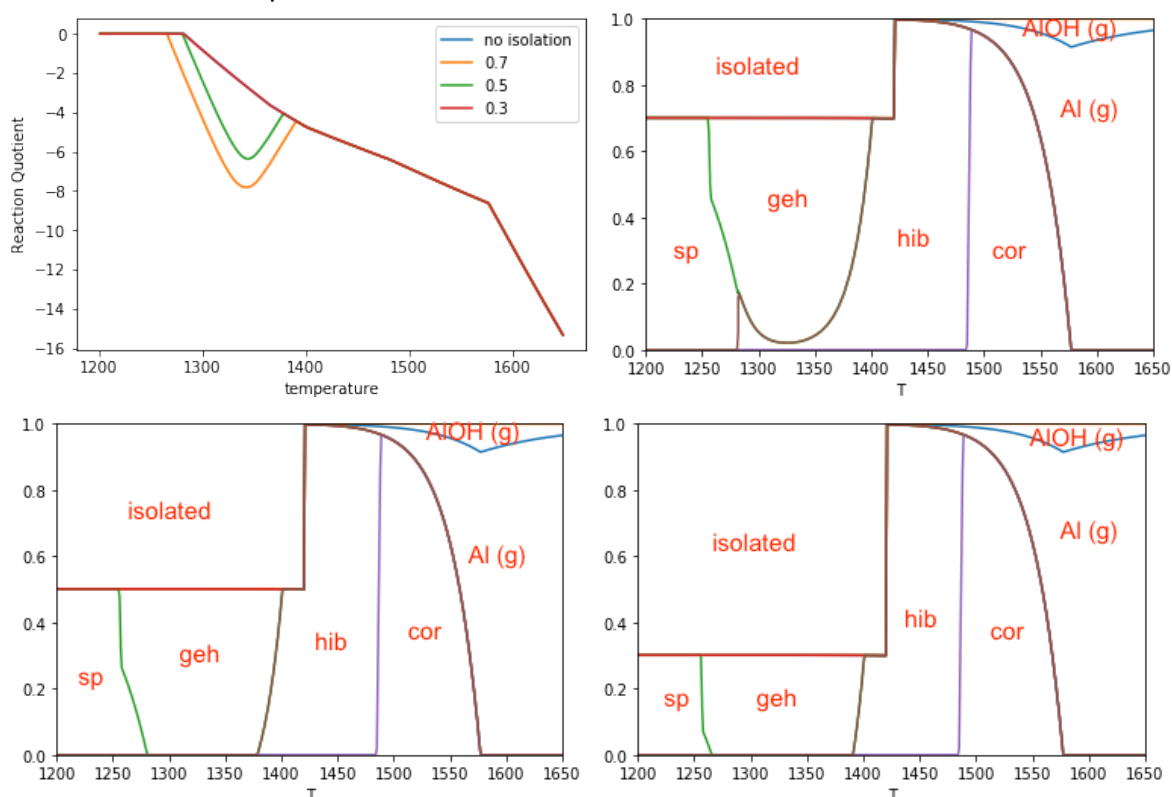 0
−2
−4
−6
−8
−10
−12
−14
−16
Reaction Quotient
1200 1300 1400 1500 1600
temperature
no isolation
0.7
0.5
0.3
1.0
0.8
0.6
0.4
0.2
0.0
1200 1250 1300 1350 1400 1450 1500 1550 1600 1650
T
isolated
AlOH (g)
Al (g)
geh
sp
hib
cor
1.0
0.8
0.6
0.4
0.2
0.0
1200 1250 1300 1350 1400 1450 1500 1550 1600 1650
T
AlOH (g)
isolated
Al (g)
geh
hib
cor
sp
1.0
0.8
0.6
0.4
0.2
0.0
1200 1250 1300 1350 1400 1450 1500 1550 1600 1650
T
AlOH (g)
isolated
Al (g)
hib
cor
sp
geh